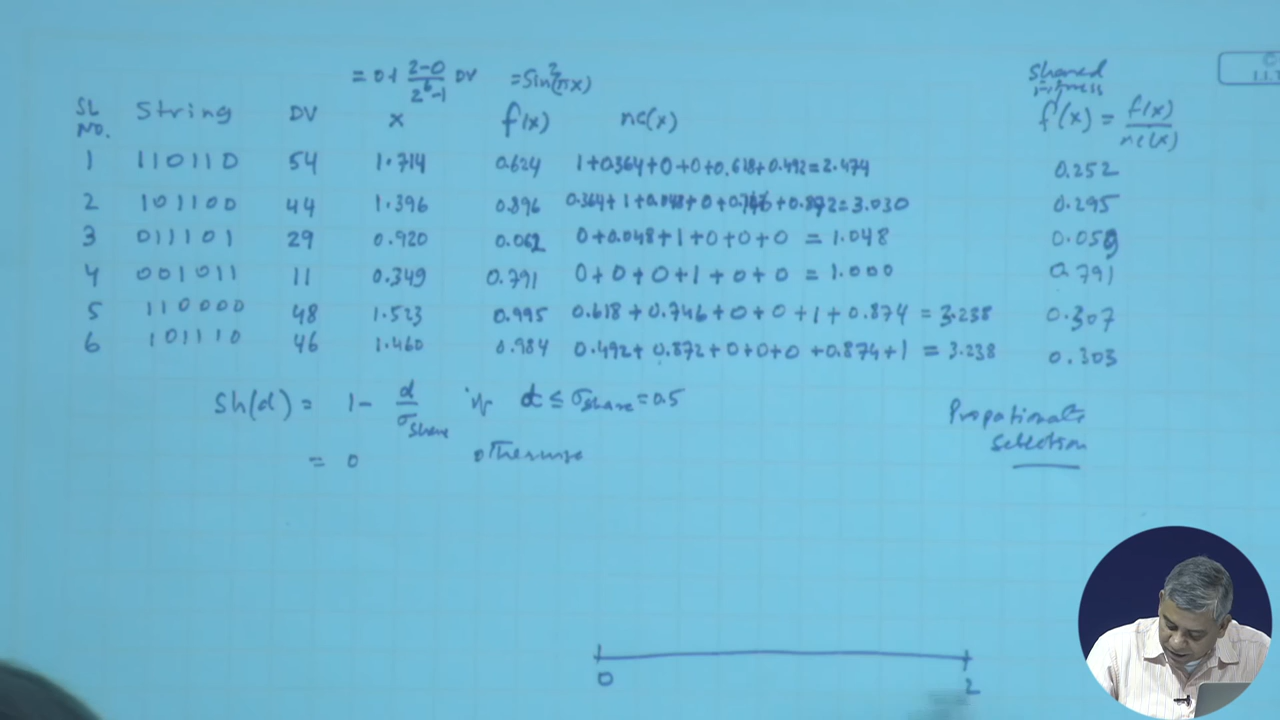 = 0 + (2-0)/(2^6-1) DV = Sin^2(πx)
shared fitness
SL NO. String DV x f(x) nc(x) f'(x) = f(x)/nc(x)
1 110110 54 1.714 0.624 1+0.364+0+0+0.618+0.492=2.474 0.252
2 101100 44 1.396 0.896 0.364+1+0.048+0+0.746+0.872=3.030 0.295
3 011101 29 0.920 0.062 0+0.048+1+0+0+0 = 1.048 0.059
4 001011 11 0.349 0.791 0+0+0+1+0+0 = 1.000 0.791
5 110000 48 1.523 0.995 0.618+0.746+0+0+1+0.874 = 3.238 0.307
6 101110 46 1.460 0.984 0.492+0.872+0+0+0+0.874+1 = 3.238 0.303
Sh(d) = 1 - d/σshare if d ≤ σshare = 0.5
= 0 otherwise
Propationate selection
0 2
©
I.I.T